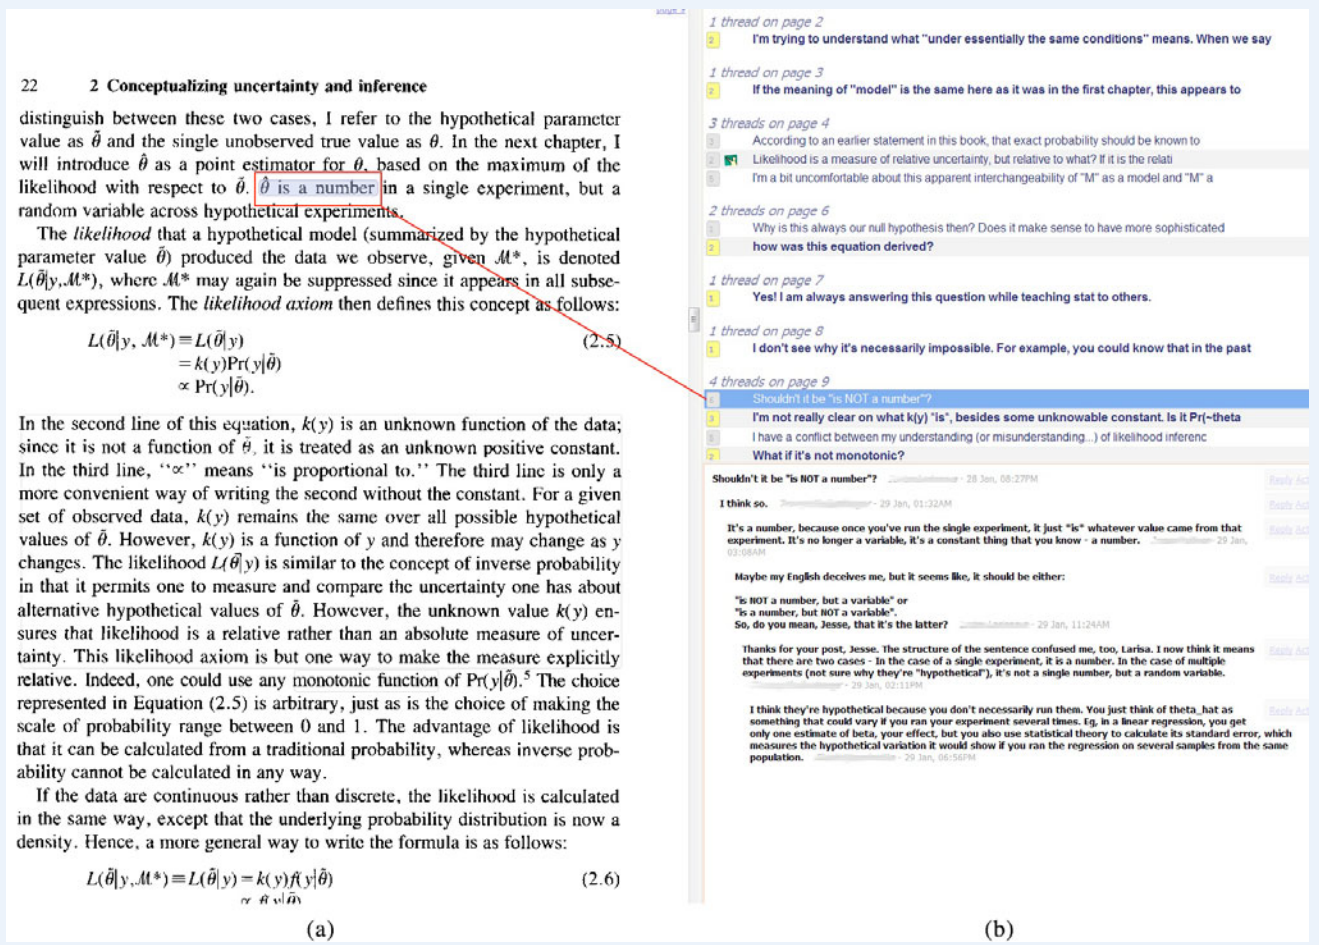 22 2 Conceptualizing uncertainty and inference
distinguish between these two cases, I refer to the hypothetical parameter
value as θ̃ and the single unobserved true value as θ. In the next chapter, I
will introduce θ̂ as a point estimator for θ, based on the maximum of the
likelihood with respect to θ̃. θ̂ is a number in a single experiment, but a
random variable across hypothetical experiments.
The likelihood that a hypothetical model (summarized by the hypothetical
parameter value θ̃) produced the data we observe, given ℳ*, is denoted
L(θ̃|y,ℳ*), where ℳ* may again be suppressed since it appears in all subse-
quent expressions. The likelihood axiom then defines this concept as follows:
L(θ̃|y, ℳ*) ≡ L(θ̃|y) (2.5)
= k(y)Pr(y|θ̃)
∝ Pr(y|θ̃).
In the second line of this equation, k(y) is an unknown function of the data;
since it is not a function of θ̃, it is treated as an unknown positive constant.
In the third line, ‘‘∝’’ means ‘‘is proportional to.’’ The third line is only a
more convenient way of writing the second without the constant. For a given
set of observed data, k(y) remains the same over all possible hypothetical
values of θ̃. However, k(y) is a function of y and therefore may change as y
changes. The likelihood L(θ̃|y) is similar to the concept of inverse probability
in that it permits one to measure and compare the uncertainty one has about
alternative hypothetical values of θ̃. However, the unknown value k(y) en-
sures that likelihood is a relative rather than an absolute measure of uncer-
tainty. This likelihood axiom is but one way to make the measure explicitly
relative. Indeed, one could use any monotonic function of Pr(y|θ̃).⁵ The choice
represented in Equation (2.5) is arbitrary, just as is the choice of making the
scale of probability range between 0 and 1. The advantage of likelihood is
that it can be calculated from a traditional probability, whereas inverse prob-
ability cannot be calculated in any way.
If the data are continuous rather than discrete, the likelihood is calculated
in the same way, except that the underlying probability distribution is now a
density. Hence, a more general way to write the formula is as follows:
L(θ̃|y,ℳ*) ≡ L(θ̃|y) = k(y)f(y|θ̃) (2.6)
(a)
1 thread on page 2
2 I'm trying to understand what "under essentially the same conditions" means. When we say
1 thread on page 3
2 If the meaning of "model" is the same here as it was in the first chapter, this appears to
3 threads on page 4
According to an earlier statement in this book, that exact probability should be known to
Likelihood is a measure of relative uncertainty, but relative to what? If it is the relati
I'm a bit uncomfortable about this apparent interchangeability of "M" as a model and "M" a
2 threads on page 6
Why is this always our null hypothesis then? Does it make sense to have more sophisticated
2 how was this equation derived?
1 thread on page 7
1 Yes! I am always answering this question while teaching stat to others.
1 thread on page 8
1 I don't see why it's necessarily impossible. For example, you could know that in the past
4 threads on page 9
Shouldn't it be "is NOT a number"?
3 I'm not really clear on what k(y) "is", besides some unknowable constant. Is it Pr(~theta
I have a conflict between my understanding (or misunderstanding...) of likelihood inferenc
2 What if it's not monotonic?
Shouldn't it be "is NOT a number"? - 28 Jan, 08:27PM Reply Act
I think so. - 29 Jan, 01:32AM Reply Act
It's a number, because once you've run the single experiment, it just "is" whatever value came from that Reply Act
experiment. It's no longer a variable, it's a constant thing that you know - a number. - 29 Jan,
03:08AM
Maybe my English deceives me, but it seems like, it should be either: Reply Act
"is NOT a number, but a variable" or
"is a number, but NOT a variable".
So, do you mean, Jesse, that it's the latter? - 29 Jan, 11:24AM
Thanks for your post, Jesse. The structure of the sentence confused me, too, Larisa. I now think it means Reply Act
that there are two cases - In the case of a single experiment, it is a number. In the case of multiple
experiments (not sure why they're "hypothetical"), it's not a single number, but a random variable.
- 29 Jan, 02:11PM
I think they're hypothetical because you don't necessarily run them. You just think of theta_hat as Reply Act
something that could vary if you ran your experiment several times. Eg, in a linear regression, you get
only one estimate of beta, your effect, but you also use statistical theory to calculate its standard error, which
measures the hypothetical variation it would show if you ran the regression on several samples from the same
population. - 29 Jan, 06:56PM
(b)